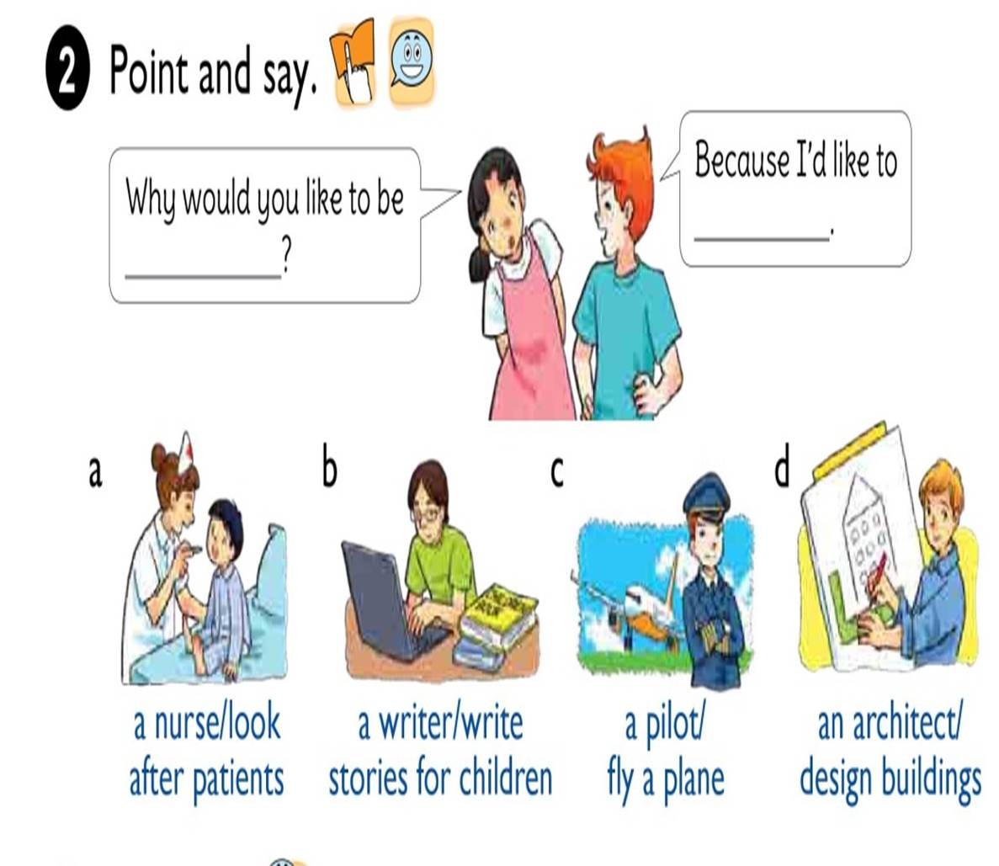 2 Point and say.
Why would you like to be
?
Because I'd like to
.
a
b
c
d
a nurse/look
after patients
a writer/write
stories for children
a pilot/
fly a plane
an architect/
design buildings